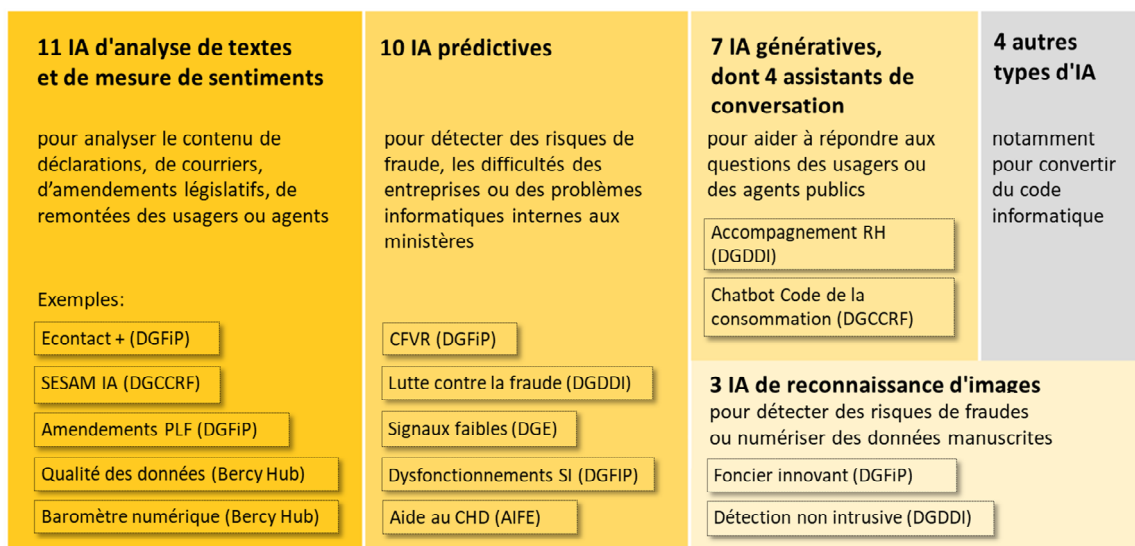 11 IA d'analyse de textes
et de mesure de sentiments
pour analyser le contenu de
déclarations, de courriers,
d'amendements législatifs, de
remontées des usagers ou agents
Exemples:
Econtact + (DGFiP)
SESAM IA (DGCCRF)
Amendements PLF (DGFiP)
Qualité des données (Bercy Hub)
Baromètre numérique (Bercy Hub)
10 IA prédictives
pour détecter des risques de
fraude, les difficultés des
entreprises ou des problèmes
informatiques internes aux
ministères
CFVR (DGFiP)
Lutte contre la fraude (DGDDI)
Signaux faibles (DGE)
Dysfonctionnements SI (DGFIP)
Aide au CHD (AIFE)
7 IA génératives,
dont 4 assistants de
conversation
pour aider à répondre aux
questions des usagers ou
des agents publics
Accompagnement RH
(DGDDI)
Chatbot Code de la
consommation (DGCCRF)
4 autres
types d'IA
notamment
pour convertir
du code
informatique
3 IA de reconnaissance d'images
pour détecter des risques de fraudes
ou numériser des données manuscrites
Foncier innovant (DGFiP)
Détection non intrusive (DGDDI)